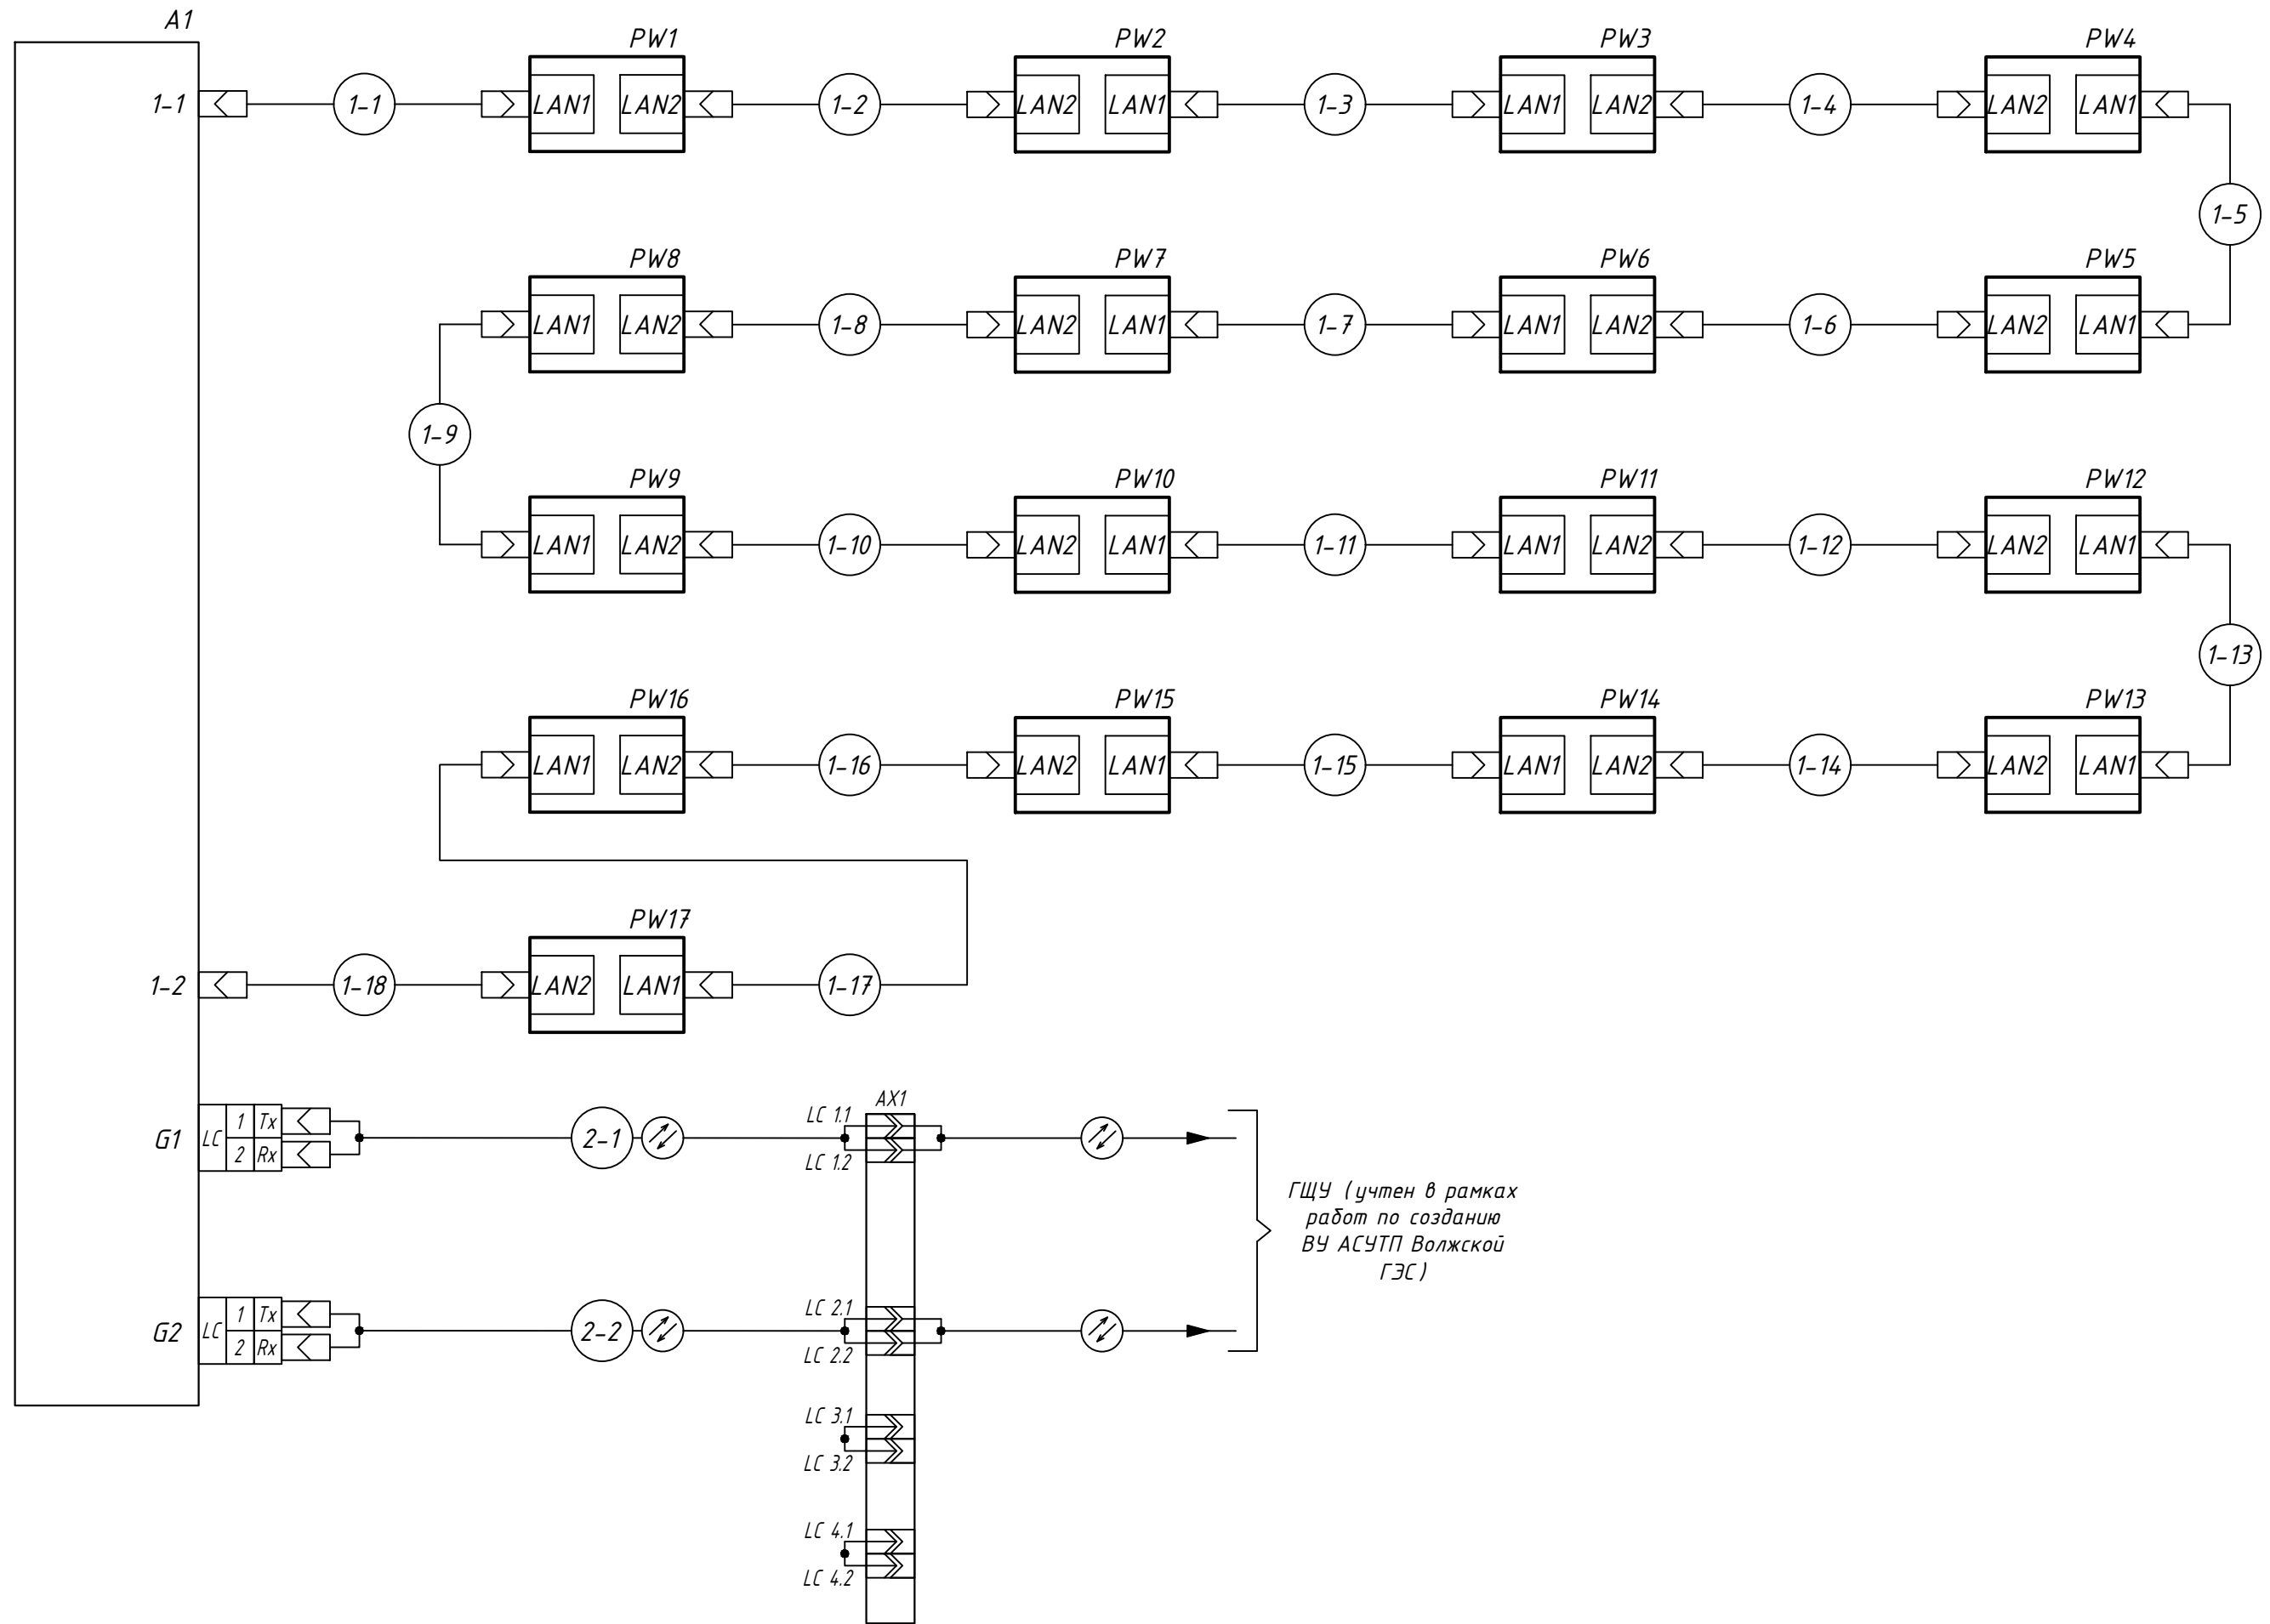 A1
PW1 PW2 PW3 PW4
1-1 1-1 LAN1 LAN2 1-2 LAN2 LAN1 1-3 LAN1 LAN2 1-4 LAN2 LAN1
1-5
PW8 PW7 PW6 PW5
LAN1 LAN2 1-8 LAN2 LAN1 1-7 LAN1 LAN2 1-6 LAN2 LAN1
1-9
PW9 PW10 PW11 PW12
LAN1 LAN2 1-10 LAN2 LAN1 1-11 LAN1 LAN2 1-12 LAN2 LAN1
1-13
PW16 PW15 PW14 PW13
LAN1 LAN2 1-16 LAN2 LAN1 1-15 LAN1 LAN2 1-14 LAN2 LAN1
PW17
1-2 1-18 LAN2 LAN1 1-17
AX1
LC 1.1
1 Tx
G1 LC 2-1
2 Rx
LC 1.2
ГЩУ (учтен в рамках
работ по созданию
ВУ АСУТП Волжской
ГЭС)
LC 2.1
1 Tx
G2 LC 2-2
2 Rx
LC 2.2
LC 3.1
LC 3.2
LC 4.1
LC 4.2